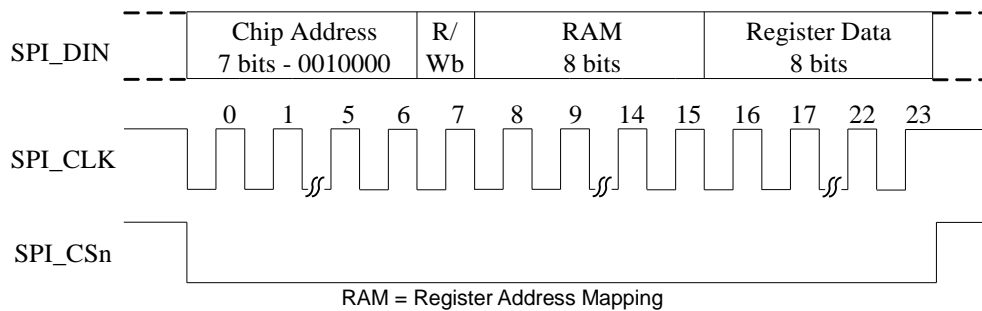 Chip Address R/ RAM Register Data
SPI_DIN
7 bits - 0010000 Wb 8 bits 8 bits
0 1 5 6 7 8 9 14 15 16 17 22 23
SPI_CLK
SPI_CSn
RAM = Register Address Mapping